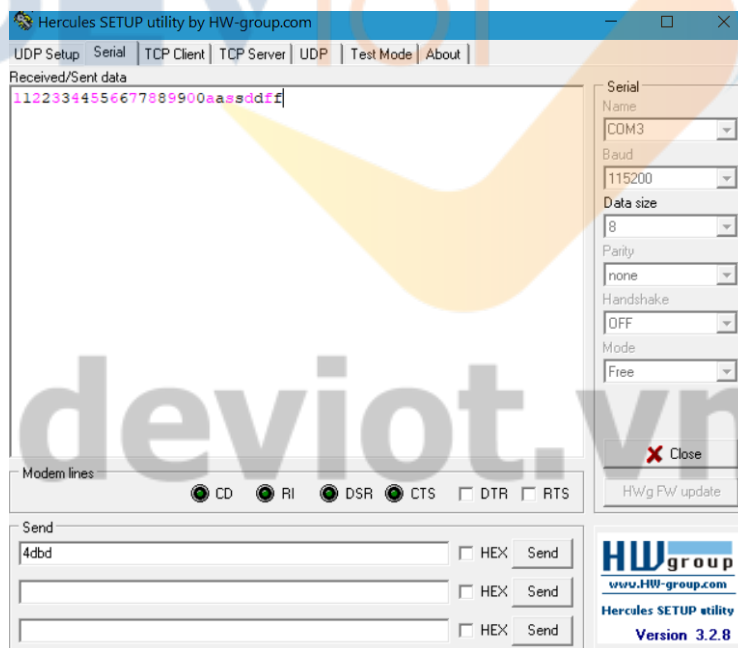 Hercules SETUP utility by HW-group.com
UDP Setup Serial TCP Client TCP Server UDP Test Mode About
Received/Sent data
11223344556677889900aassddff
Serial
Name
COM3
Baud
115200
Data size
8
Parity
none
Handshake
OFF
Mode
Free
deviot.vn
Close
HWg FW update
Modem lines
CD RI DSR CTS DTR RTS
Send
4dbd HEX Send
HEX Send
HEX Send
HW group
www.HW-group.com
Hercules SETUP utility
Version 3.2.8